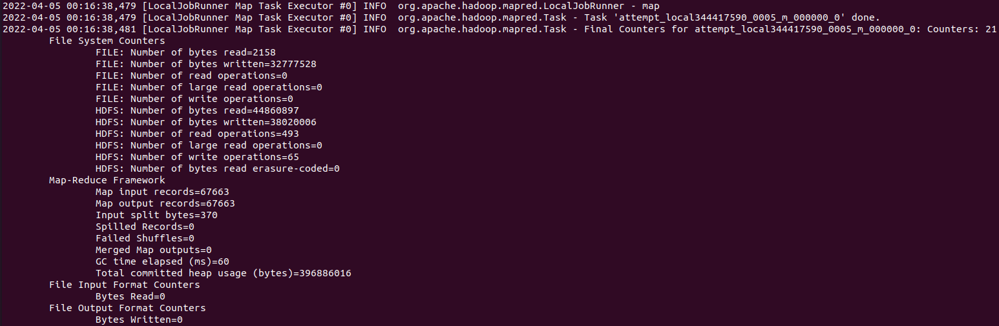 2022-04-05 00:16:38,479 [LocalJobRunner Map Task Executor #0] INFO  org.apache.hadoop.mapred.LocalJobRunner - map
2022-04-05 00:16:38,479 [LocalJobRunner Map Task Executor #0] INFO  org.apache.hadoop.mapred.Task - Task 'attempt_local344417590_0005_m_000000_0' done.
2022-04-05 00:16:38,481 [LocalJobRunner Map Task Executor #0] INFO  org.apache.hadoop.mapred.Task - Final Counters for attempt_local344417590_0005_m_000000_0: Counters: 21
File System Counters
FILE: Number of bytes read=2158
FILE: Number of bytes written=32777528
FILE: Number of read operations=0
FILE: Number of large read operations=0
FILE: Number of write operations=0
HDFS: Number of bytes read=44860897
HDFS: Number of bytes written=38020006
HDFS: Number of read operations=493
HDFS: Number of large read operations=0
HDFS: Number of write operations=65
HDFS: Number of bytes read erasure-coded=0
Map-Reduce Framework
Map input records=67663
Map output records=67663
Input split bytes=370
Spilled Records=0
Failed Shuffles=0
Merged Map outputs=0
GC time elapsed (ms)=60
Total committed heap usage (bytes)=396886016
File Input Format Counters
Bytes Read=0
File Output Format Counters
Bytes Written=0